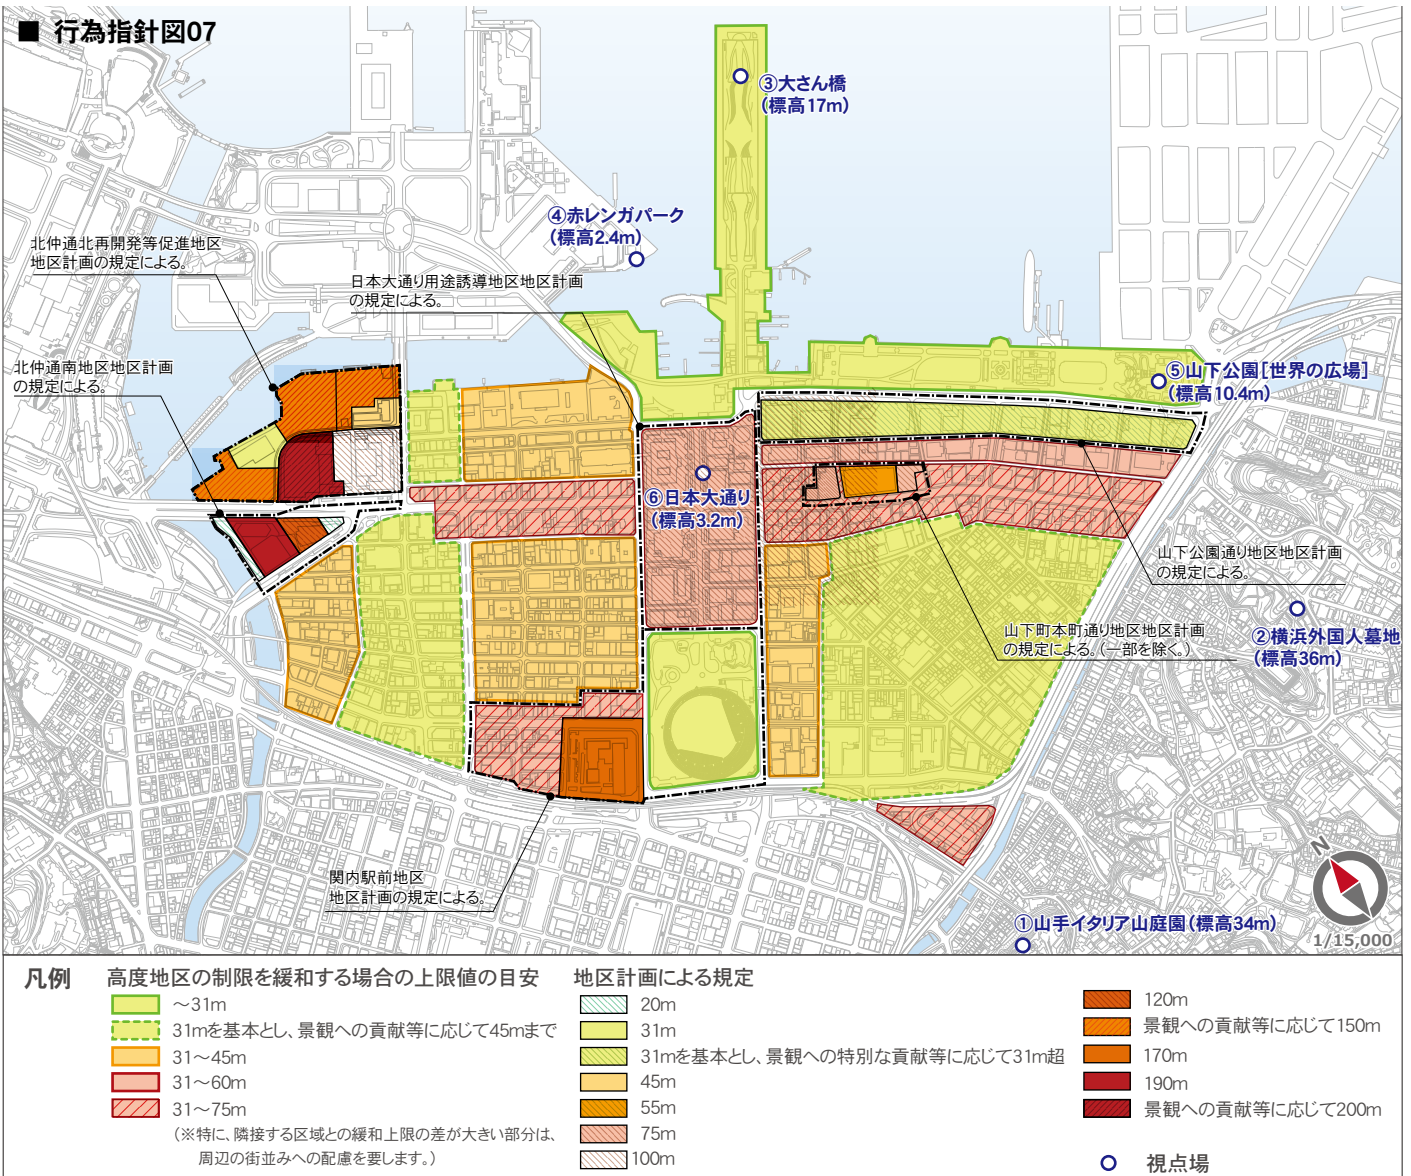 ■ 行為指針図07
③大さん橋
(標高17m)
④赤レンガパーク
(標高2.4m)
北仲通北再開発等促進地区
地区計画の規定による。
日本大通り用途誘導地区地区計画
の規定による。
北仲通南地区地区計画
の規定による。
⑤山下公園[世界の広場]
(標高10.4m)
⑥日本大通り
(標高3.2m)
山下公園通り地区地区計画
の規定による。
山下町本町通り地区地区計画
の規定による。(一部を除く。)
②横浜外国人墓地
(標高36m)
関内駅前地区
地区計画の規定による。
①山手イタリア山庭園(標高34m)
N
1/15,000
凡例
高度地区の制限を緩和する場合の上限値の目安
～31m
31mを基本とし、景観への貢献等に応じて45mまで
31～45m
31～60m
31～75m
(※特に、隣接する区域との緩和上限の差が大きい部分は、
周辺の街並みへの配慮を要します。)
地区計画による規定
20m
31m
31mを基本とし、景観への特別な貢献等に応じて31m超
45m
55m
75m
100m
120m
景観への貢献等に応じて150m
170m
190m
景観への貢献等に応じて200m
視点場